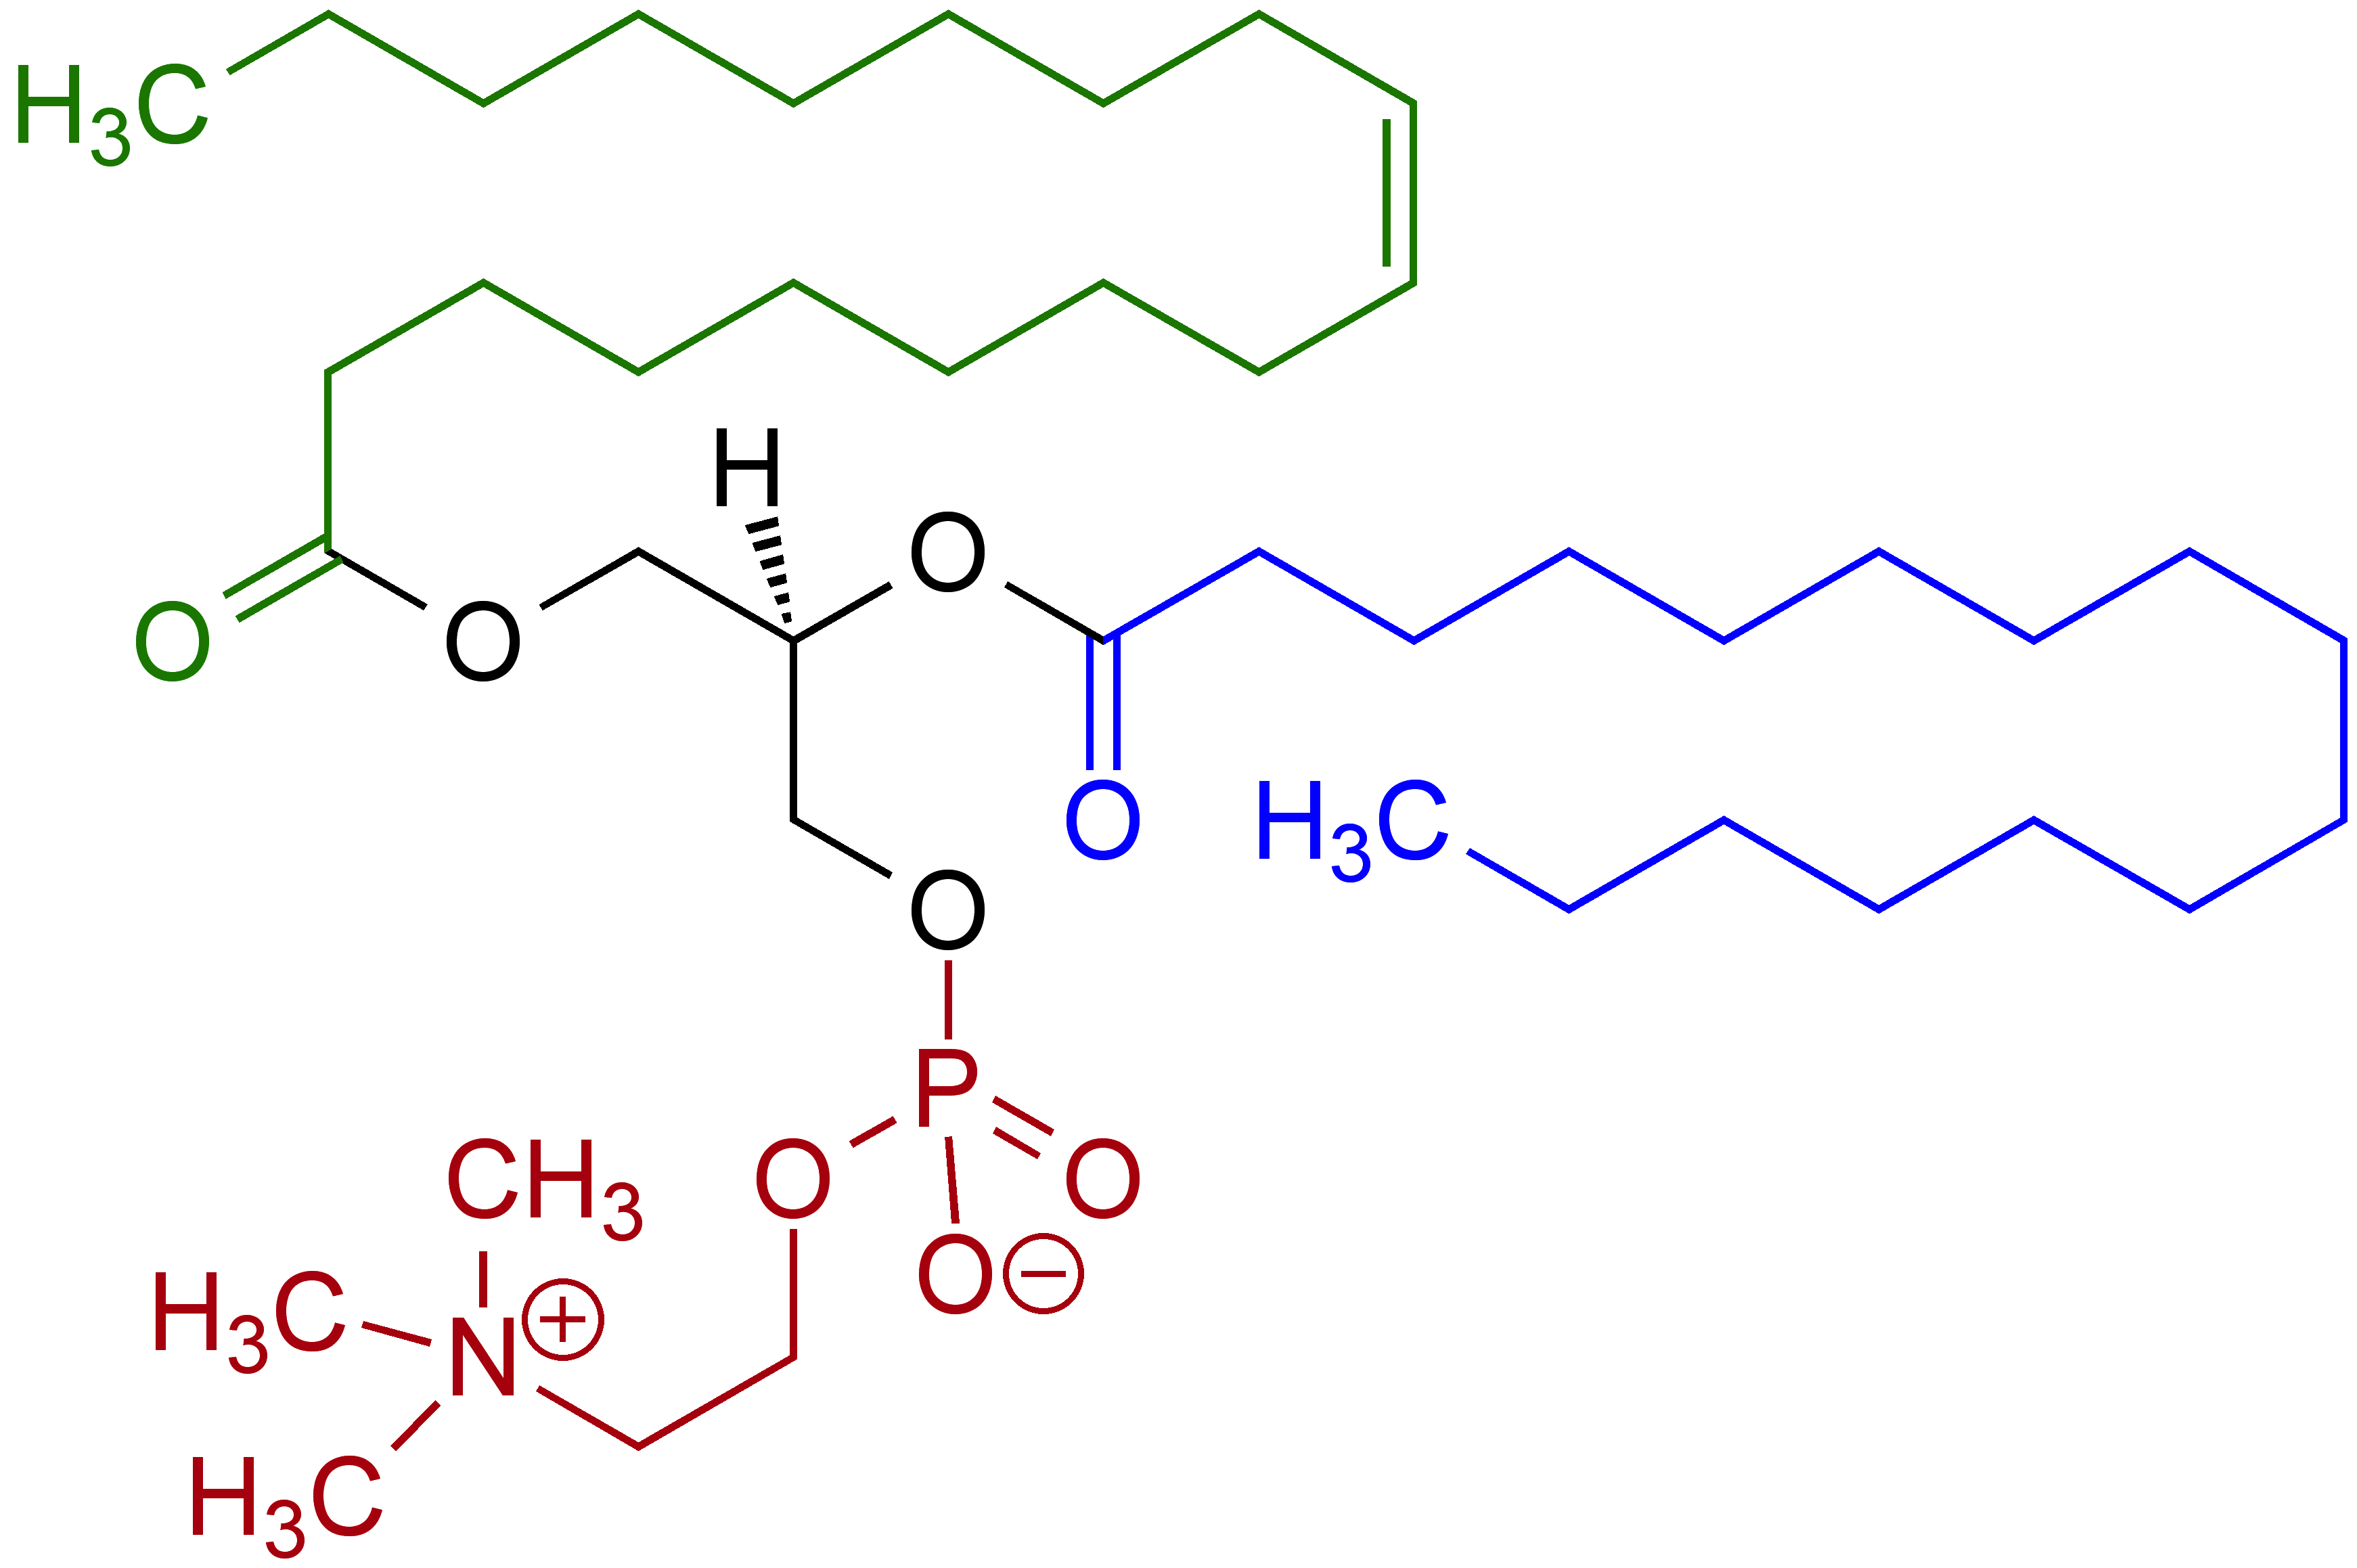 H3C
H
O
O O
H3C O
O
P
CH3 O O
H3C O −
N +
H3C